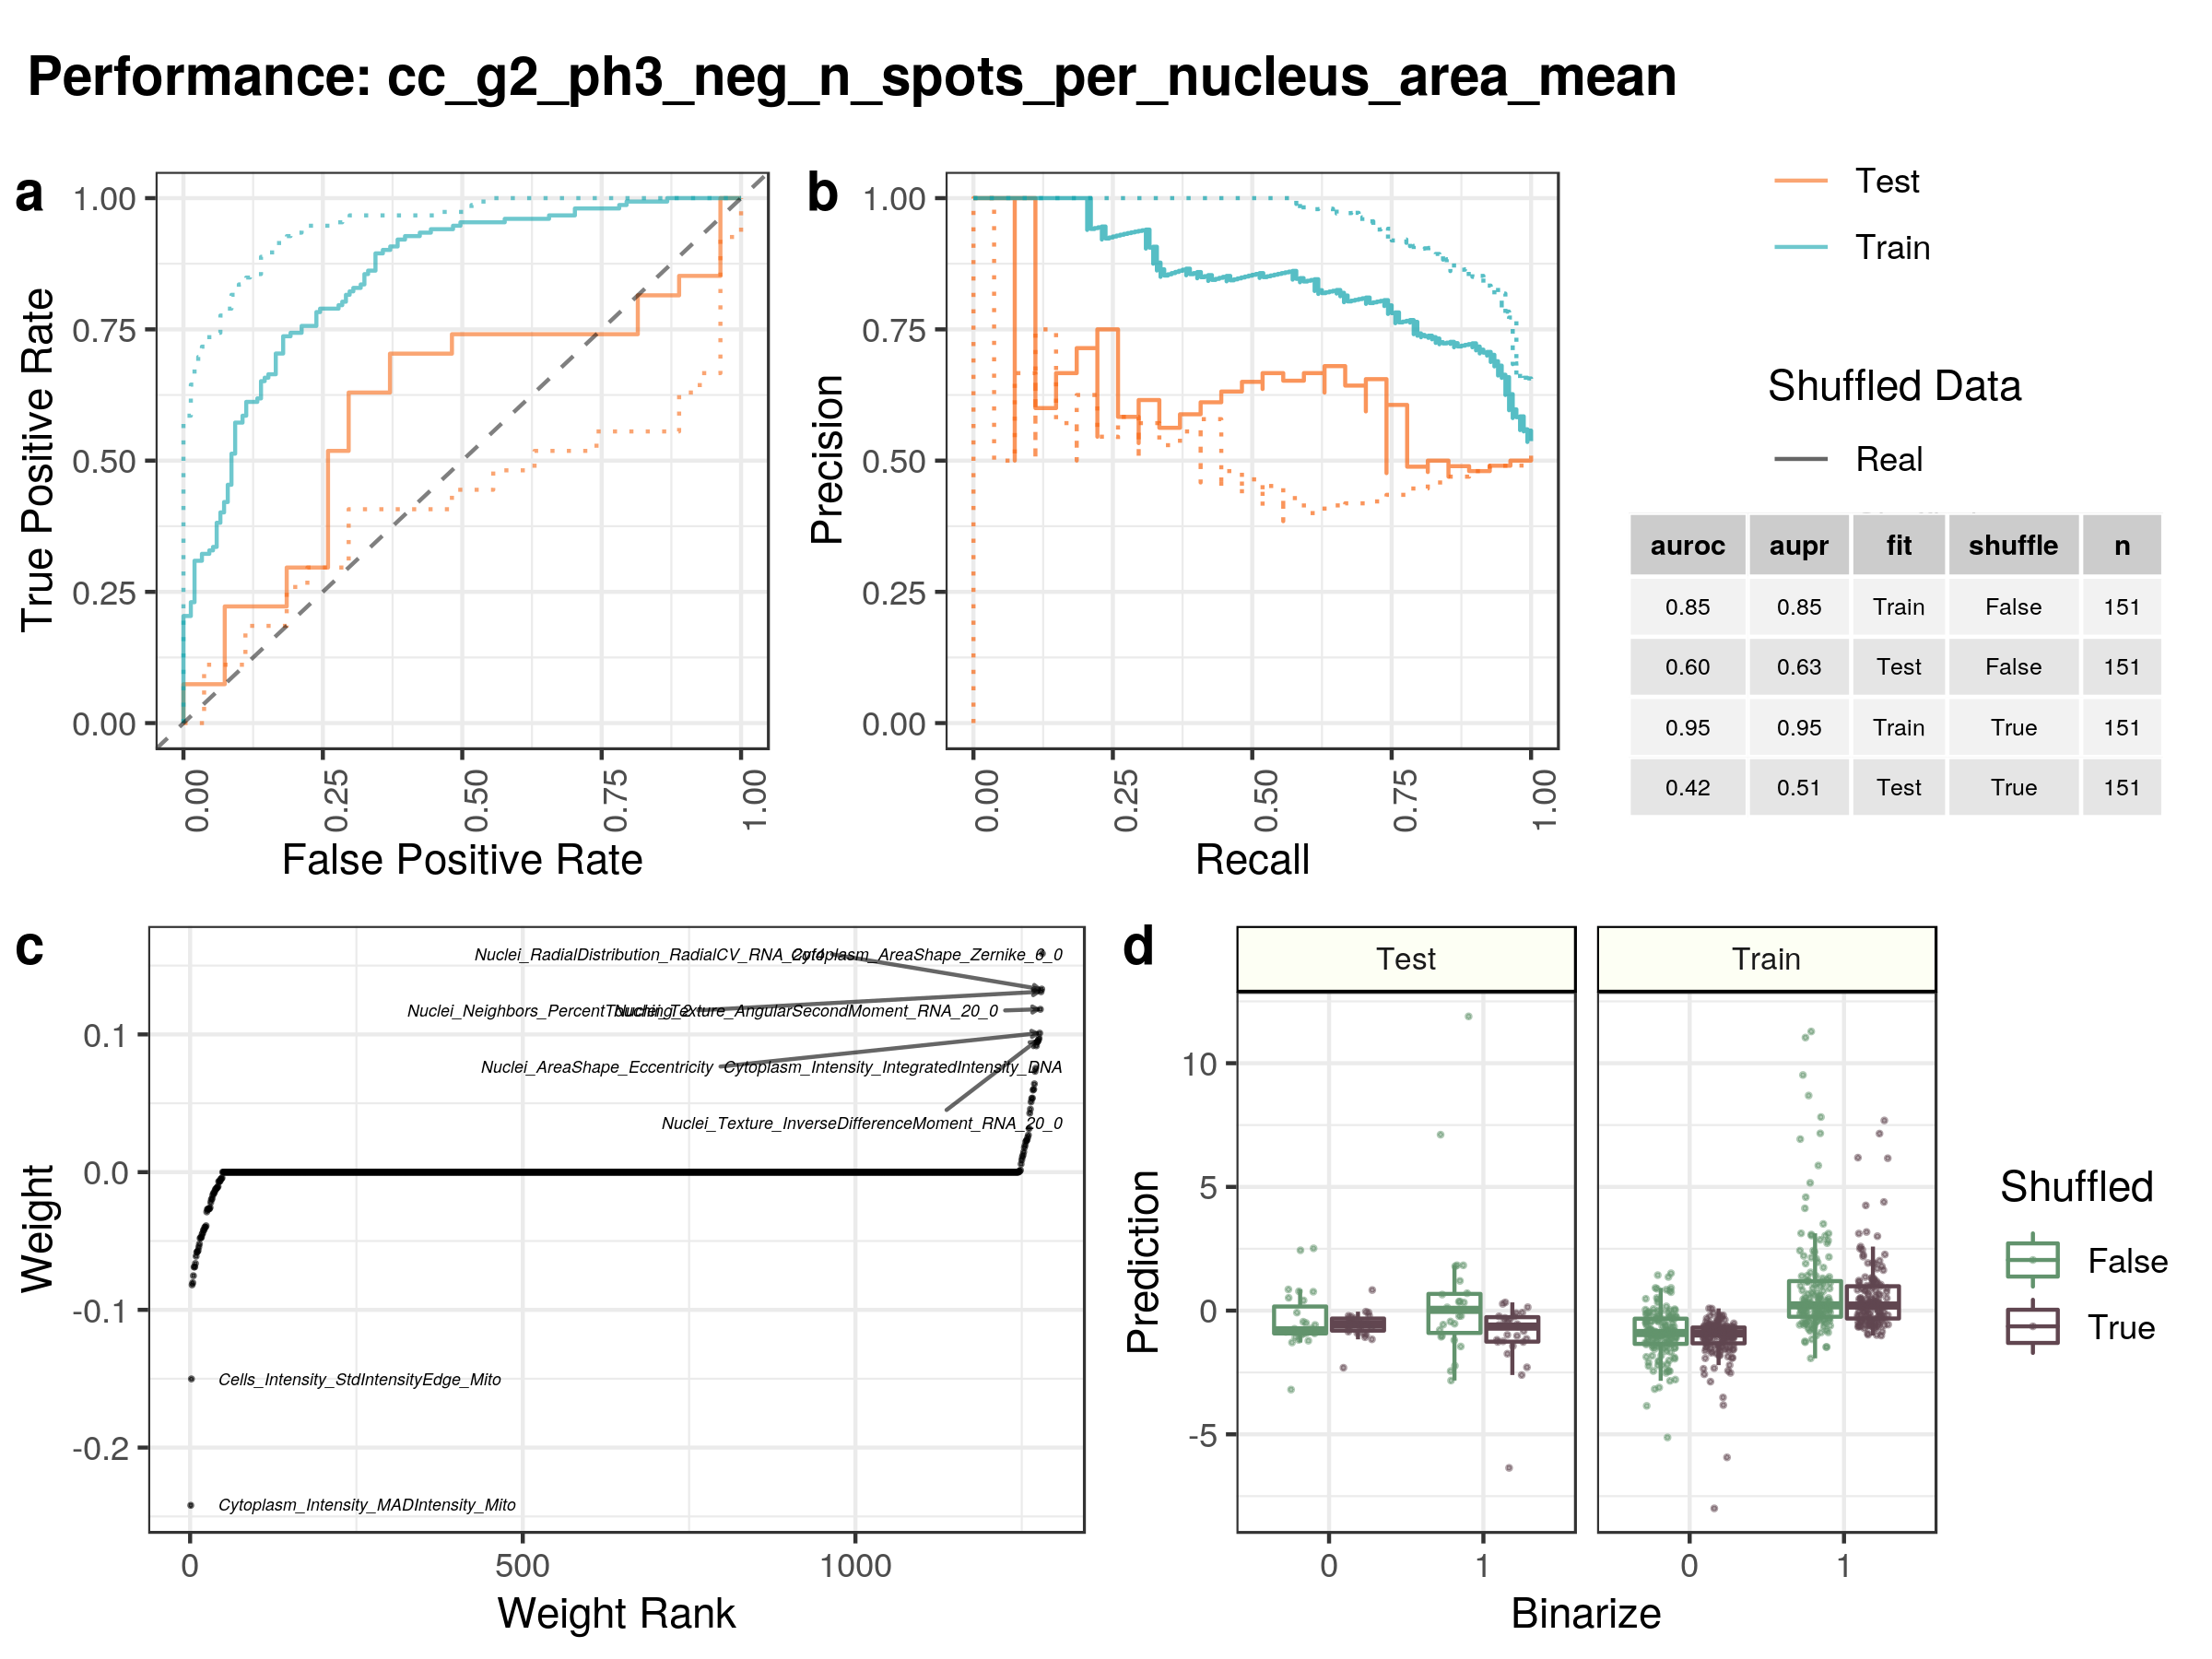 Performance: cc_g2_ph3_neg_n_spots_per_nucleus_area_mean
a
1.00
0.75
0.50
0.25
0.00
True Positive Rate
0.00
0.25
0.50
0.75
1.00
False Positive Rate
b
1.00
0.75
0.50
0.25
0.00
Precision
0.00
0.25
0.50
0.75
1.00
Recall
Test
Train
Shuffled Data
Real
auroc aupr fit shuffle n
0.85 0.85 Train False 151
0.60 0.63 Test False 151
0.95 0.95 Train True 151
0.42 0.51 Test True 151
c
0.1
0.0
-0.1
-0.2
Weight
Nuclei_RadialDistribution_RadialCV_RNA_2of4
Cytoplasm_AreaShape_Zernike_6_0
Nuclei_Neighbors_PercentTouching_2
Nuclei_Texture_AngularSecondMoment_RNA_20_0
Nuclei_AreaShape_Eccentricity
Cytoplasm_Intensity_IntegratedIntensity_DNA
Nuclei_Texture_InverseDifferenceMoment_RNA_20_0
Cells_Intensity_StdIntensityEdge_Mito
Cytoplasm_Intensity_MADIntensity_Mito
0
500
1000
Weight Rank
d
Test
Train
10
5
0
-5
Prediction
0
1
0
1
Binarize
Shuffled
False
True